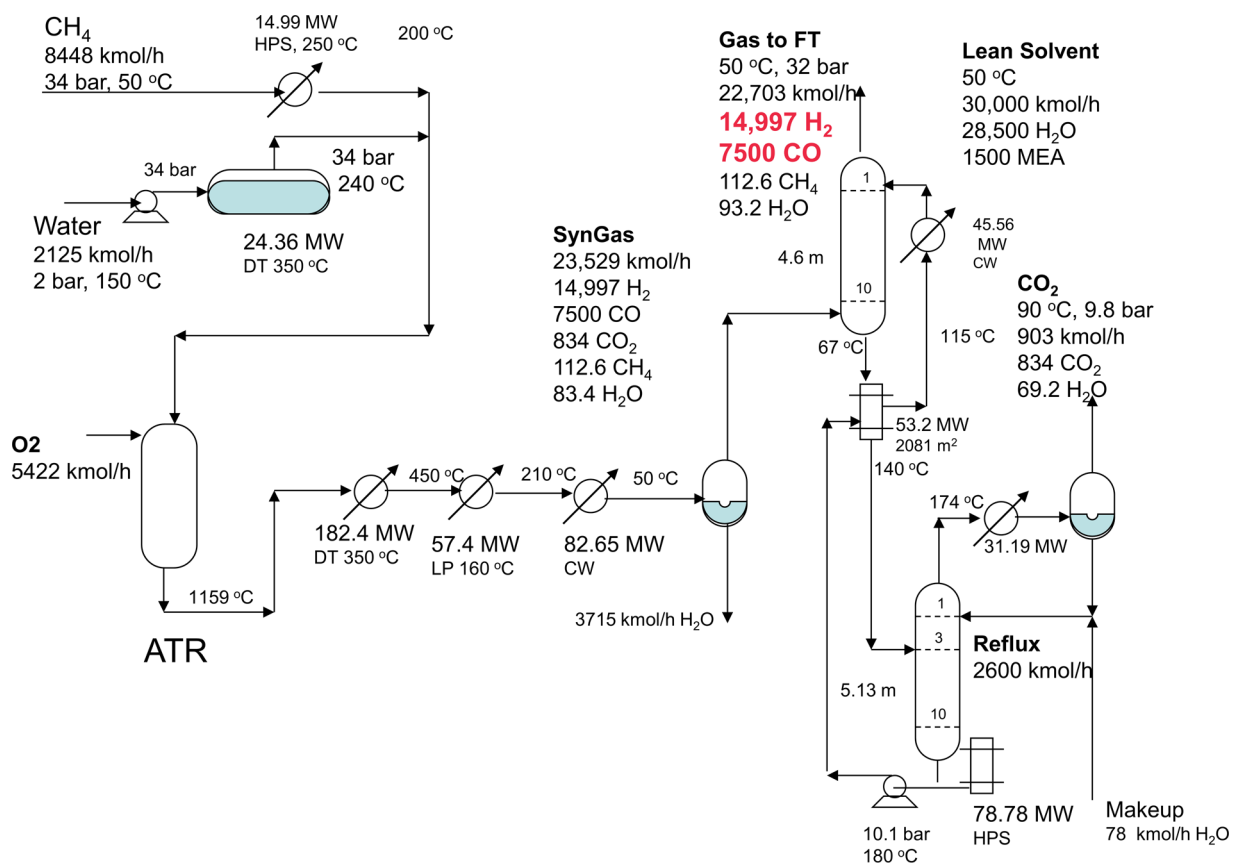 CH₄
8448 kmol/h
34 bar, 50 ºC
14.99 MW
HPS, 250 ºC
200 ºC
34 bar
34 bar
240 ºC
Water
2125 kmol/h
2 bar, 150 ºC
24.36 MW
DT 350 ºC
O2
5422 kmol/h
1159 ºC
ATR
182.4 MW
DT 350 ºC
450 ºC
57.4 MW
LP 160 ºC
210 ºC
82.65 MW
CW
50 ºC
3715 kmol/h H₂O
SynGas
23,529 kmol/h
14,997 H₂
7500 CO
834 CO₂
112.6 CH₄
83.4 H₂O
Gas to FT
50 ºC, 32 bar
22,703 kmol/h
14,997 H₂
7500 CO
112.6 CH₄
93.2 H₂O
Lean Solvent
50 ºC
30,000 kmol/h
28,500 H₂O
1500 MEA
1
4.6 m
10
45.56
MW
CW
67 ºC
115 ºC
53.2 MW
2081 m²
140 ºC
CO₂
90 ºC, 9.8 bar
903 kmol/h
834 CO₂
69.2 H₂O
174 ºC
31.19 MW
1
3
10
Reflux
2600 kmol/h
5.13 m
78.78 MW
HPS
10.1 bar
180 ºC
Makeup
78 kmol/h H₂O